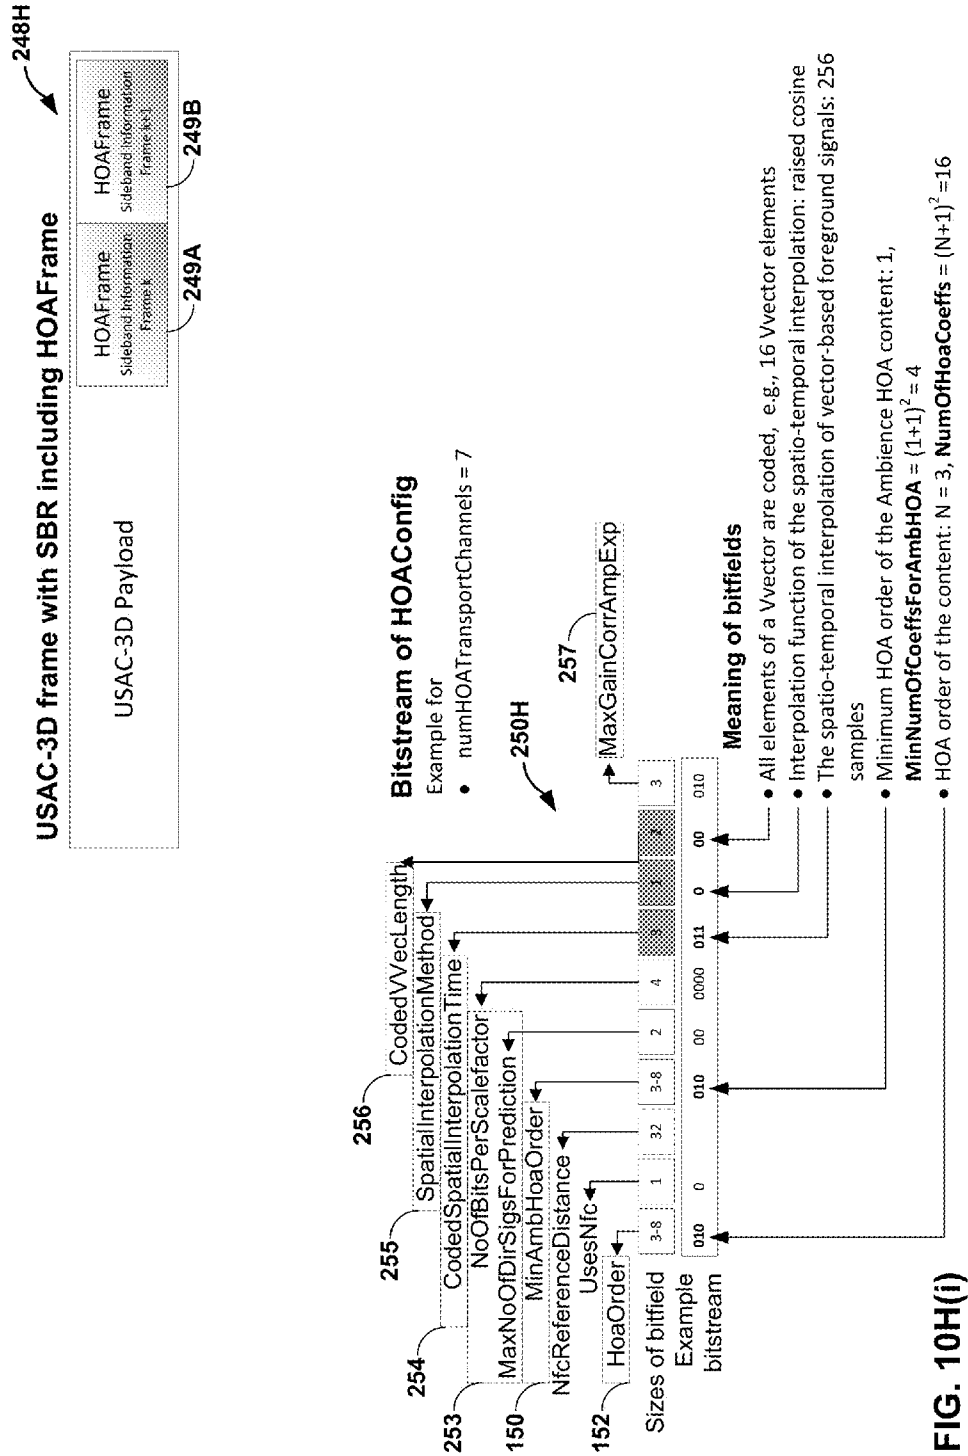 248H
USAC-3D frame with SBR including HOAFrame
USAC-3D Payload
HOAFrame
Sideband Information
Frame k
HOAFrame
Sideband Information
Frame k+1
249A
249B
Bitstream of HOAConfig
Example for
• numHOATransportChannels = 7
250H
256
CodedVVecLength
255
SpatialInterpolationMethod
254
CodedSpatialInterpolationTime
253
NoOfBitsPerScalefactor
MaxNoOfDirSigsForPrediction
150
MinAmbHoaOrder
NfcReferenceDistance
UsesNfc
152
HoaOrder
257
MaxGainCorrAmpExp
Sizes of bitfield
3-8 1 32 3-8 2 4 3 1 3
Example
bitstream
010 0 010 00 0000 011 0 00 010
Meaning of bitfields
• All elements of a Vvector are coded, e.g., 16 Vvector elements
• Interpolation function of the spatio-temporal interpolation: raised cosine
• The spatio-temporal interpolation of vector-based foreground signals: 256
samples
• Minimum HOA order of the Ambience HOA content: 1,
MinNumOfCoeffsForAmbHOA = (1+1)² = 4
• HOA order of the content: N = 3, NumOfHoaCoeffs = (N+1)² =16
FIG. 10H(i)